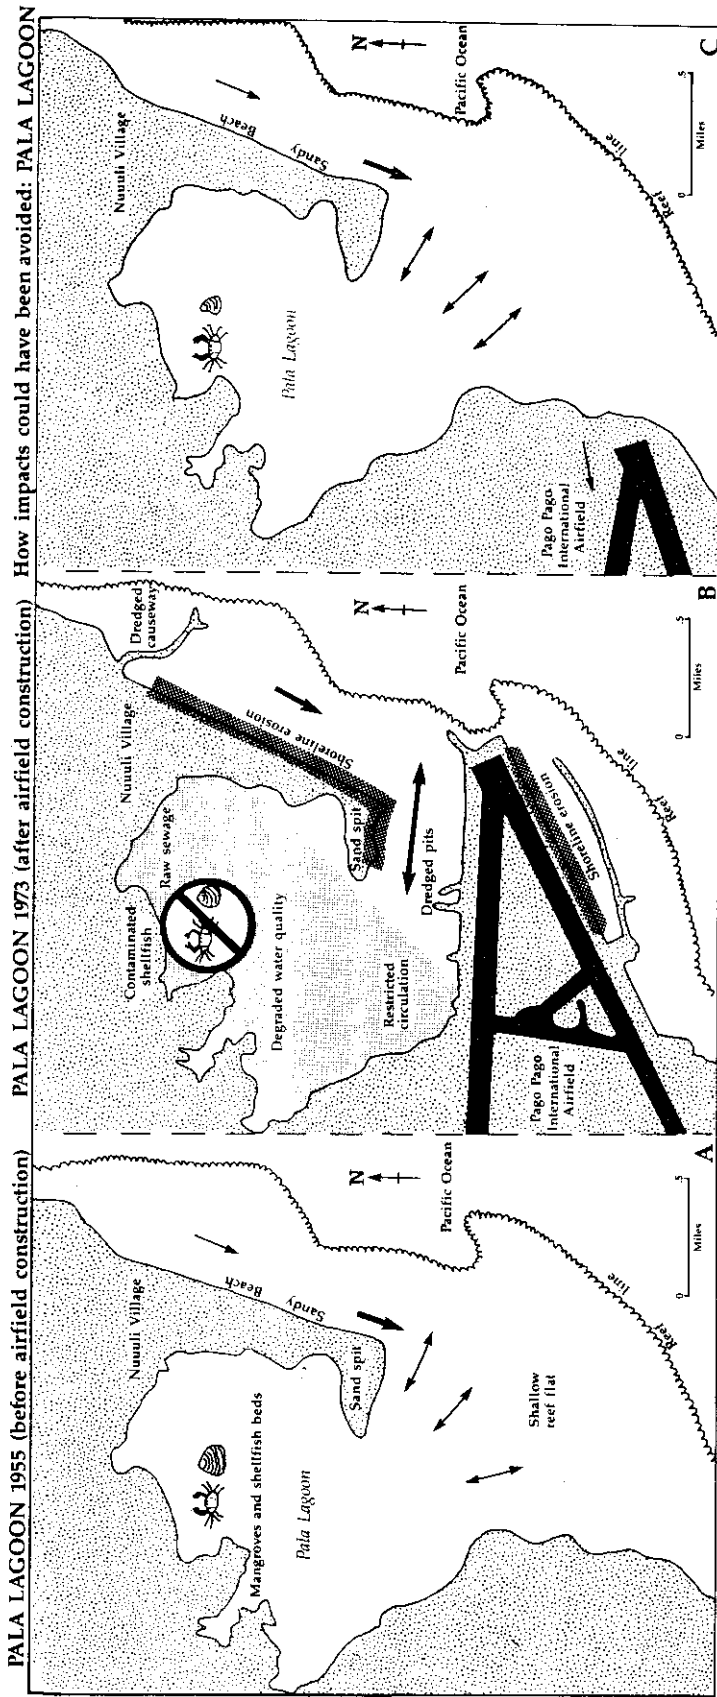 PALA LAGOON 1955 (before airfield construction)
Nuuuli Village
Mangroves and shellfish beds
Pala Lagoon
Sand spit
Sandy
Beach
N
Pacific Ocean
Shallow
reef flat
Reef
line
0
.5
Miles
A
PALA LAGOON 1973 (after airfield construction)
Nuuuli Village
Dredged
causeway
Contaminated
shellfish
Raw sewage
Degraded water quality
Sand spit
Shoreline erosion
Restricted
circulation
Dredged pits
N
Pacific Ocean
Pago Pago
International
Airfield
Shoreline erosion
Reef
line
0
.5
Miles
B
How impacts could have been avoided: PALA LAGOON
Nuuuli Village
Pala Lagoon
Sandy
Beach
N
Pacific Ocean
Pago Pago
International
Airfield
Reef
line
0
.5
Miles
C